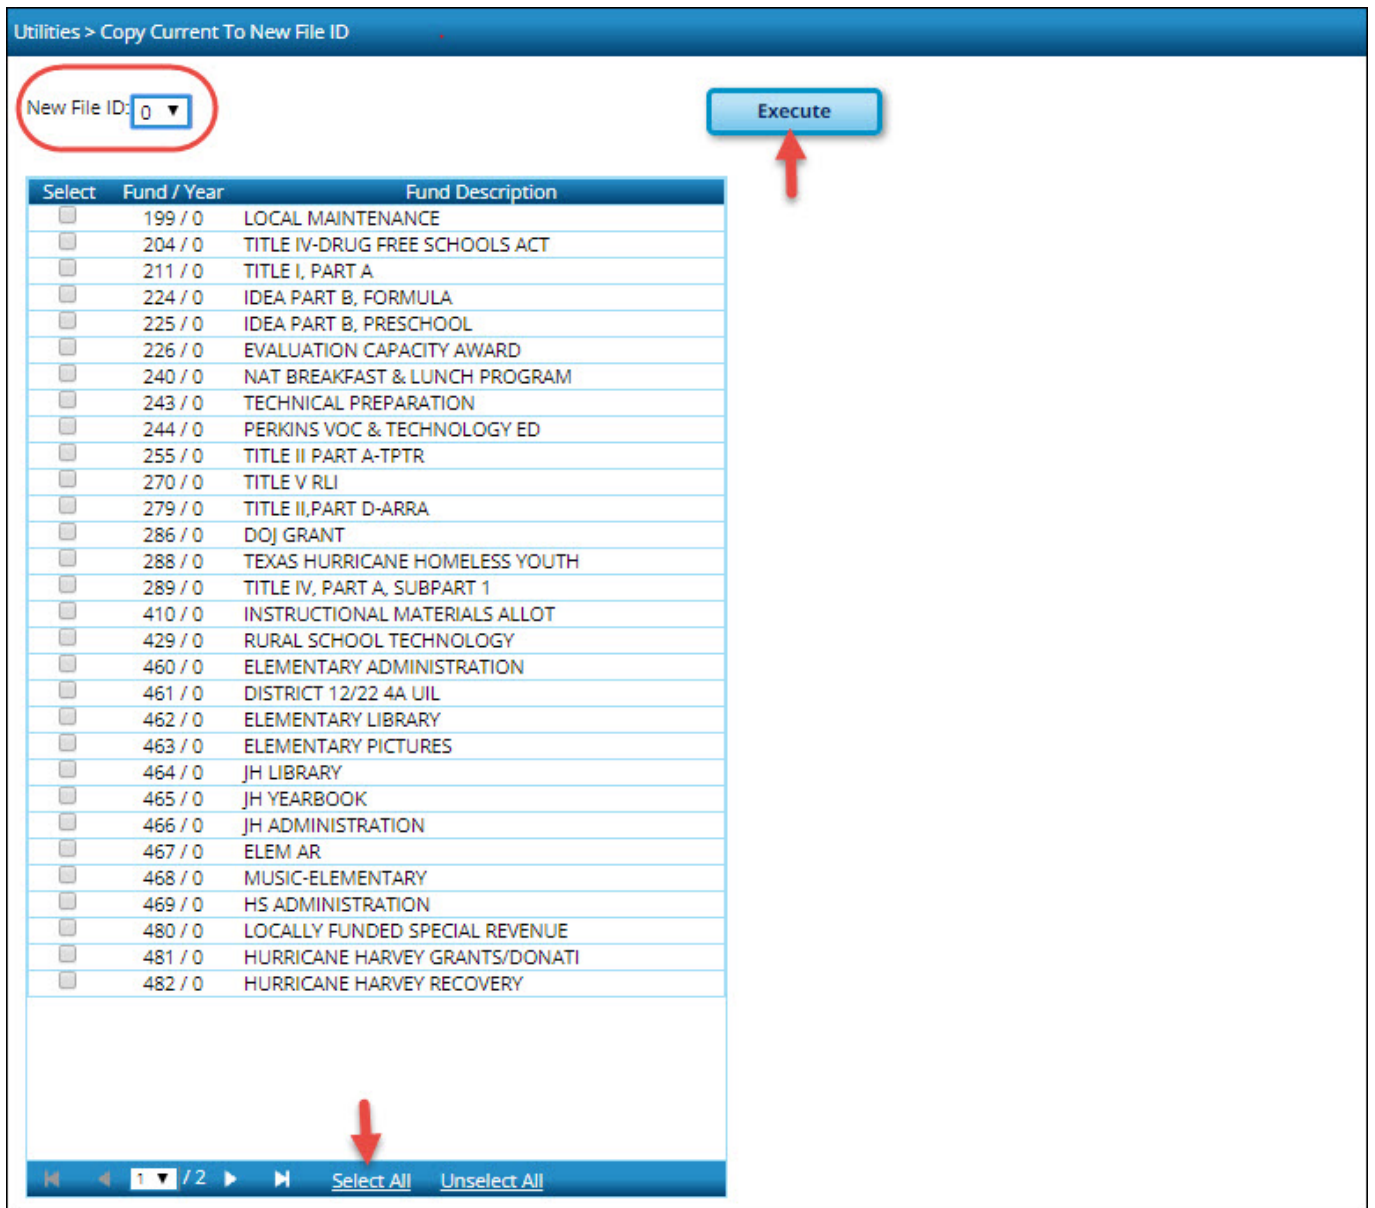 Utilities > Copy Current To New File ID
New File ID: 0
Execute
Select Fund / Year Fund Description
199 / 0 LOCAL MAINTENANCE
204 / 0 TITLE IV-DRUG FREE SCHOOLS ACT
211 / 0 TITLE I, PART A
224 / 0 IDEA PART B, FORMULA
225 / 0 IDEA PART B, PRESCHOOL
226 / 0 EVALUATION CAPACITY AWARD
240 / 0 NAT BREAKFAST & LUNCH PROGRAM
243 / 0 TECHNICAL PREPARATION
244 / 0 PERKINS VOC & TECHNOLOGY ED
255 / 0 TITLE II PART A-TPTR
270 / 0 TITLE V RLI
279 / 0 TITLE II,PART D-ARRA
286 / 0 DOJ GRANT
288 / 0 TEXAS HURRICANE HOMELESS YOUTH
289 / 0 TITLE IV, PART A, SUBPART 1
410 / 0 INSTRUCTIONAL MATERIALS ALLOT
429 / 0 RURAL SCHOOL TECHNOLOGY
460 / 0 ELEMENTARY ADMINISTRATION
461 / 0 DISTRICT 12/22 4A UIL
462 / 0 ELEMENTARY LIBRARY
463 / 0 ELEMENTARY PICTURES
464 / 0 JH LIBRARY
465 / 0 JH YEARBOOK
466 / 0 JH ADMINISTRATION
467 / 0 ELEM AR
468 / 0 MUSIC-ELEMENTARY
469 / 0 HS ADMINISTRATION
480 / 0 LOCALLY FUNDED SPECIAL REVENUE
481 / 0 HURRICANE HARVEY GRANTS/DONATI
482 / 0 HURRICANE HARVEY RECOVERY
1 / 2 Select All Unselect All